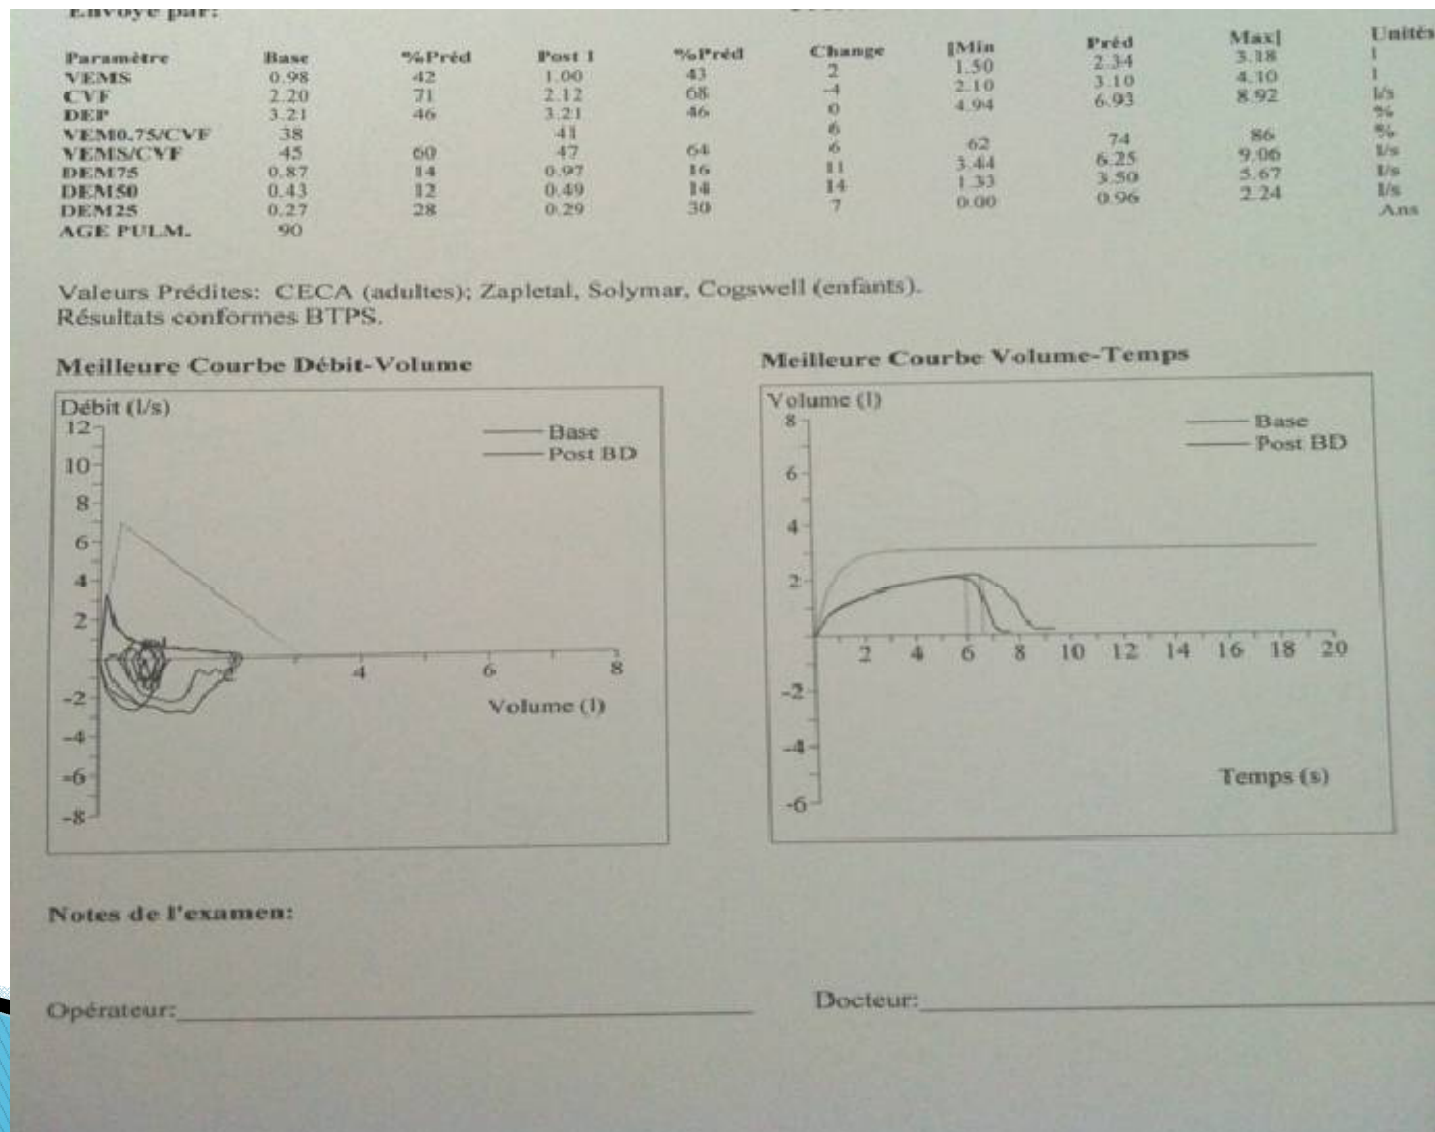 Envoyé par:
Paramètre Base %Préd Post 1 %Préd Change [Min Préd Max] Unités
VEMS 0.98 42 1.00 43 2 1.50 2.34 3.18 l
CVF 2.20 71 2.12 68 -4 2.10 3.10 4.10 l
DEP 3.21 46 3.21 46 0 4.94 6.93 8.92 l/s
VEM0.75/CVF 38 41 6 %
VEMS/CVF 45 60 47 64 6 62 74 86 %
DEM75 0.87 14 0.97 16 11 3.44 6.25 9.06 l/s
DEM50 0.43 12 0.49 14 14 1.33 3.50 5.67 l/s
DEM25 0.27 28 0.29 30 7 0.00 0.96 2.24 l/s
AGE PULM. 90 Ans
Valeurs Prédites: CECA (adultes); Zapletal, Solymar, Cogswell (enfants).
Résultats conformes BTPS.
Meilleure Courbe Débit-Volume
Débit (l/s)
12
10
8
6
4
2
-2
-4
-6
-8
Base
Post BD
2 4 6 8
Volume (l)
Meilleure Courbe Volume-Temps
Volume (l)
8
6
4
2
-2
-4
-6
Base
Post BD
2 4 6 8 10 12 14 16 18 20
Temps (s)
Notes de l'examen:
Opérateur:
Docteur: